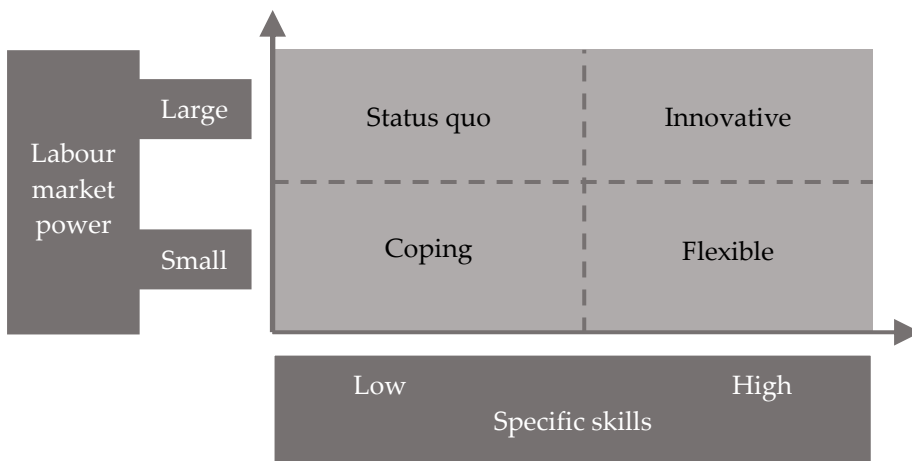 Large
Status quo
Innovative
Labour
market
power
Small
Coping
Flexible
Low
High
Specific skills